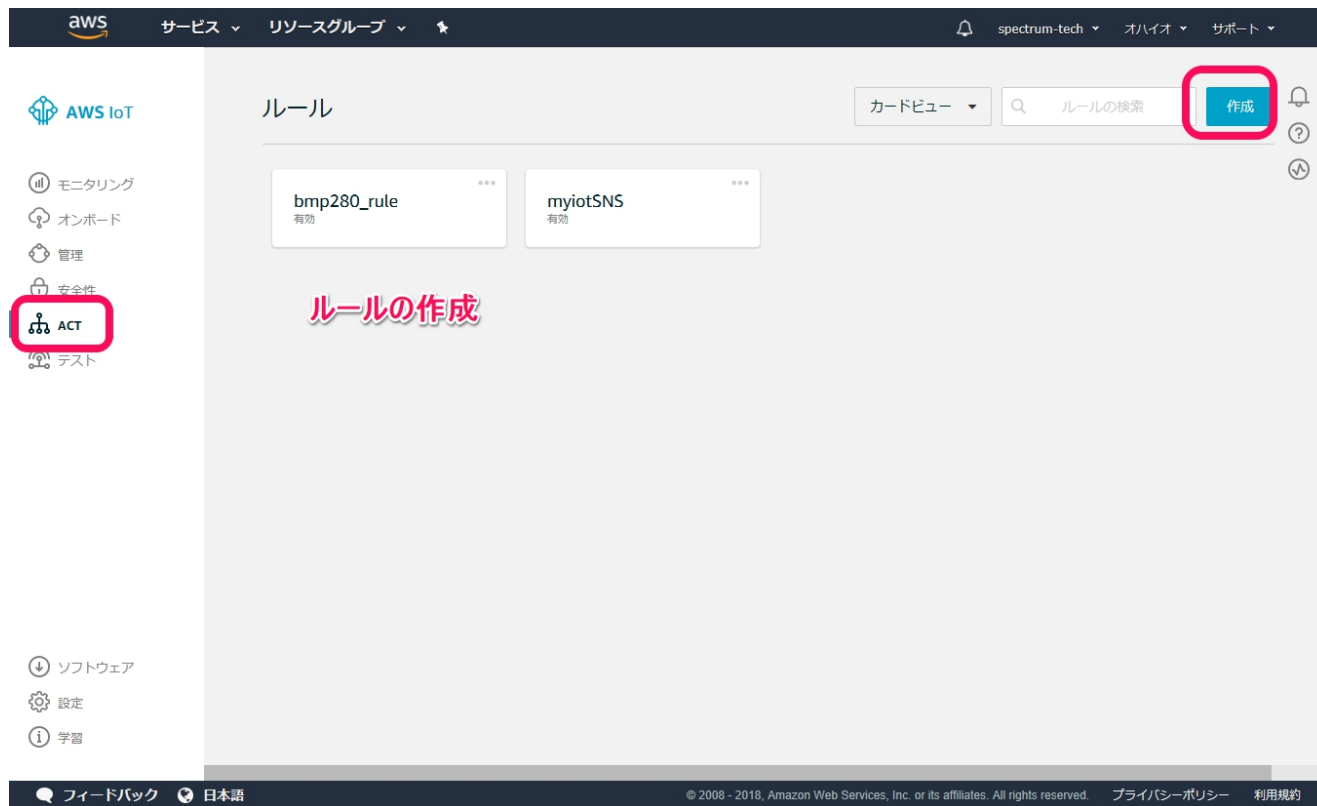 aws サービス リソースグループ spectrum-tech オハイオ サポート
AWS IoT
ルール
カードビュー
ルールの検索
作成
モニタリング
オンボード
管理
安全性
ACT
テスト
bmp280_rule
有効
myiotSNS
有効
ルールの作成
ソフトウェア
設定
学習
フィードバック 日本語 © 2008 - 2018, Amazon Web Services, Inc. or its affiliates. All rights reserved. プライバシーポリシー 利用規約